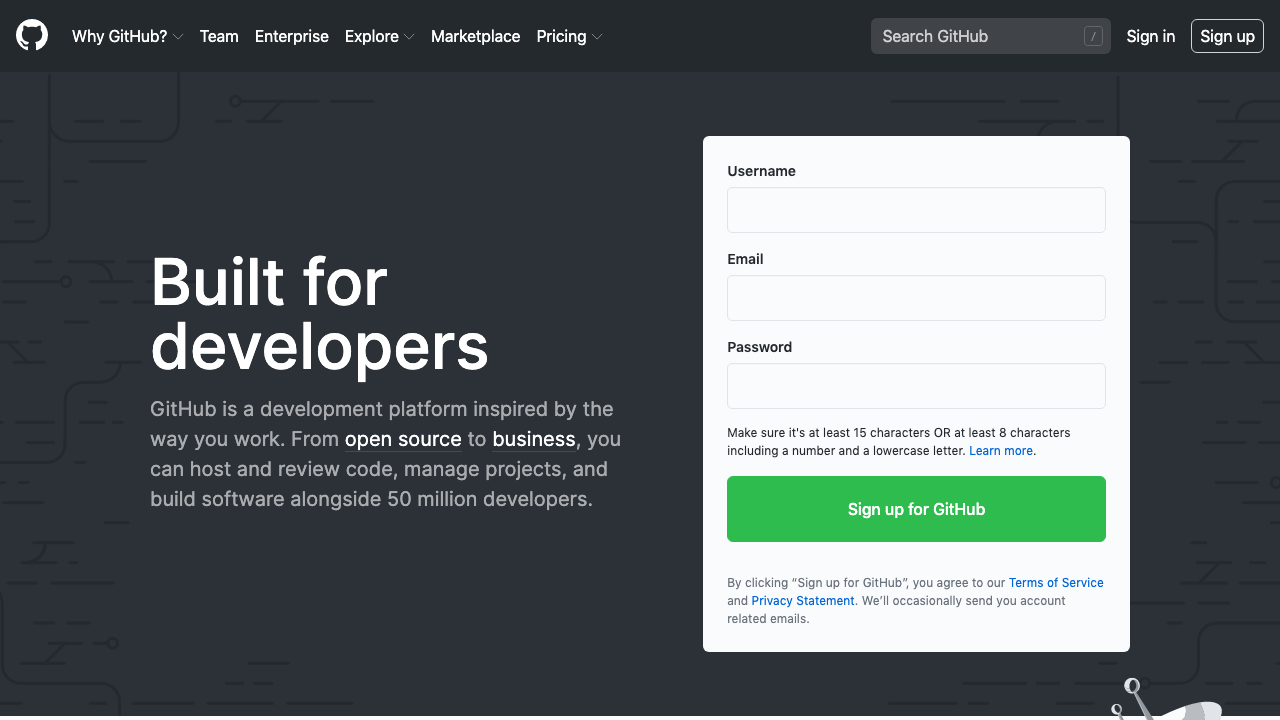 Why GitHub?
Team
Enterprise
Explore
Marketplace
Pricing
Search GitHub
/
Sign in
Sign up
Built for
developers
GitHub is a development platform inspired by the
way you work. From open source to business, you
can host and review code, manage projects, and
build software alongside 50 million developers.
Username
Email
Password
Make sure it's at least 15 characters OR at least 8 characters
including a number and a lowercase letter. Learn more.
Sign up for GitHub
By clicking “Sign up for GitHub”, you agree to our Terms of Service
and Privacy Statement. We’ll occasionally send you account
related emails.